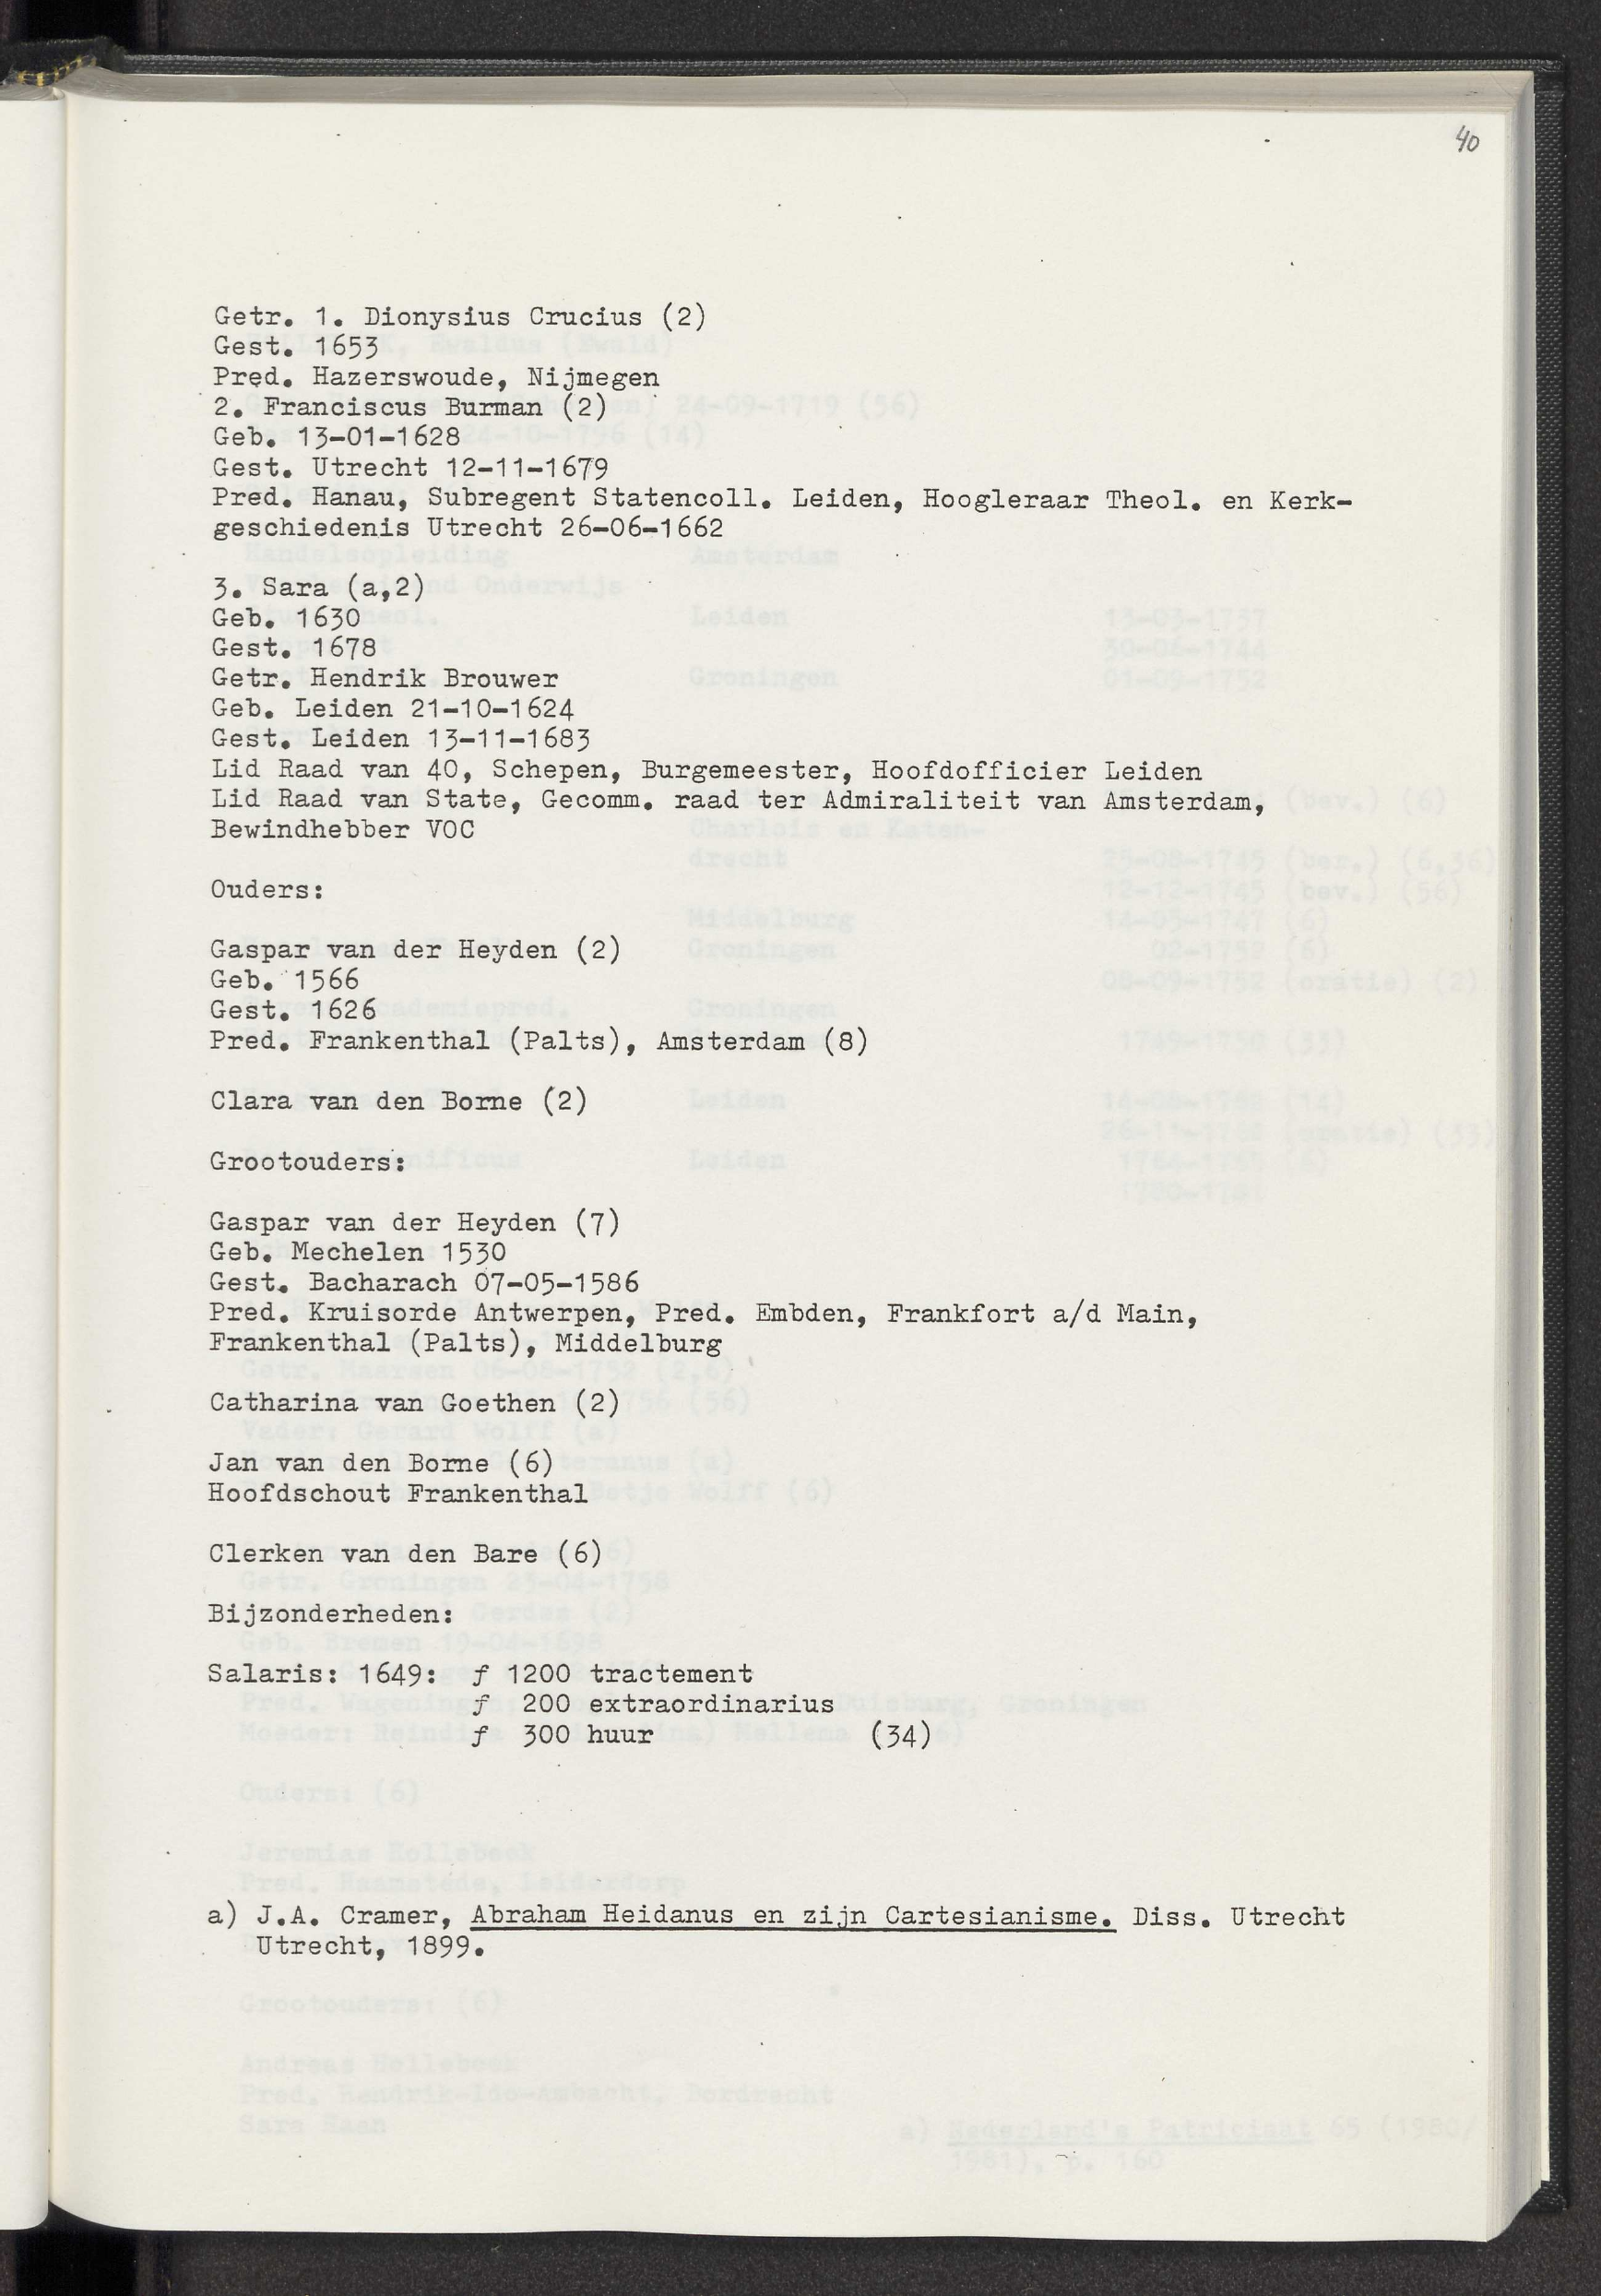 40
Getr. 1. Dionysius Crucius (2)
Gest. 1653
Pred. Hazerswoude, Nijmegen
2. Franciscus Burman (2)
Geb. 13-01-1628
Gest. Utrecht 12-11-1679
Pred. Hanau, Subregent Statencoll. Leiden, Hoogleraar Theol. en Kerk-
geschiedenis Utrecht 26-06-1662
3. Sara (a,2)
Geb. 1630
Gest. 1678
Getr. Hendrik Brouwer
Geb. Leiden 21-10-1624
Gest. Leiden 13-11-1683
Lid Raad van 40, Schepen, Burgemeester, Hoofdofficier Leiden
Lid Raad van State, Gecomm. raad ter Admiraliteit van Amsterdam,
Bewindhebber VOC
Ouders:
Gaspar van der Heyden (2)
Geb. 1566
Gest. 1626
Pred. Frankenthal (Palts), Amsterdam (8)
Clara van den Borne (2)
Grootouders:
Gaspar van der Heyden (7)
Geb. Mechelen 1530
Gest. Bacharach 07-05-1586
Pred. Kruisorde Antwerpen, Pred. Embden, Frankfort a/d Main,
Frankenthal (Palts), Middelburg
Catharina van Goethen (2)
Jan van den Borne (6)
Hoofdschout Frankenthal
Clerken van den Bare (6)
Bijzonderheden:
Salaris: 1649: ƒ 1200 tractement
ƒ 200 extraordinarius
ƒ 300 huur (34)
a) J.A. Cramer, Abraham Heidanus en zijn Cartesianisme. Diss. Utrecht
Utrecht, 1899.